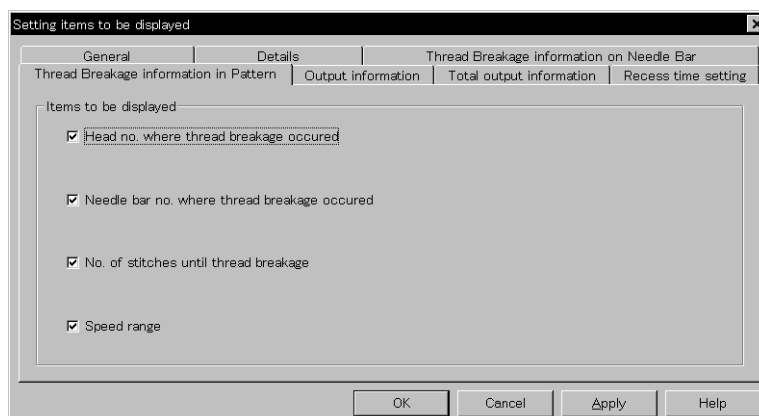 Setting items to be displayed
General
Details
Thread Breakage information on Needle Bar
Thread Breakage information in Pattern
Output information
Total output information
Recess time setting
Items to be displayed
Head no. where thread breakage occured
Needle bar no. where thread breakage occured
No. of stitches until thread breakage
Speed range
OK
Cancel
Apply
Help